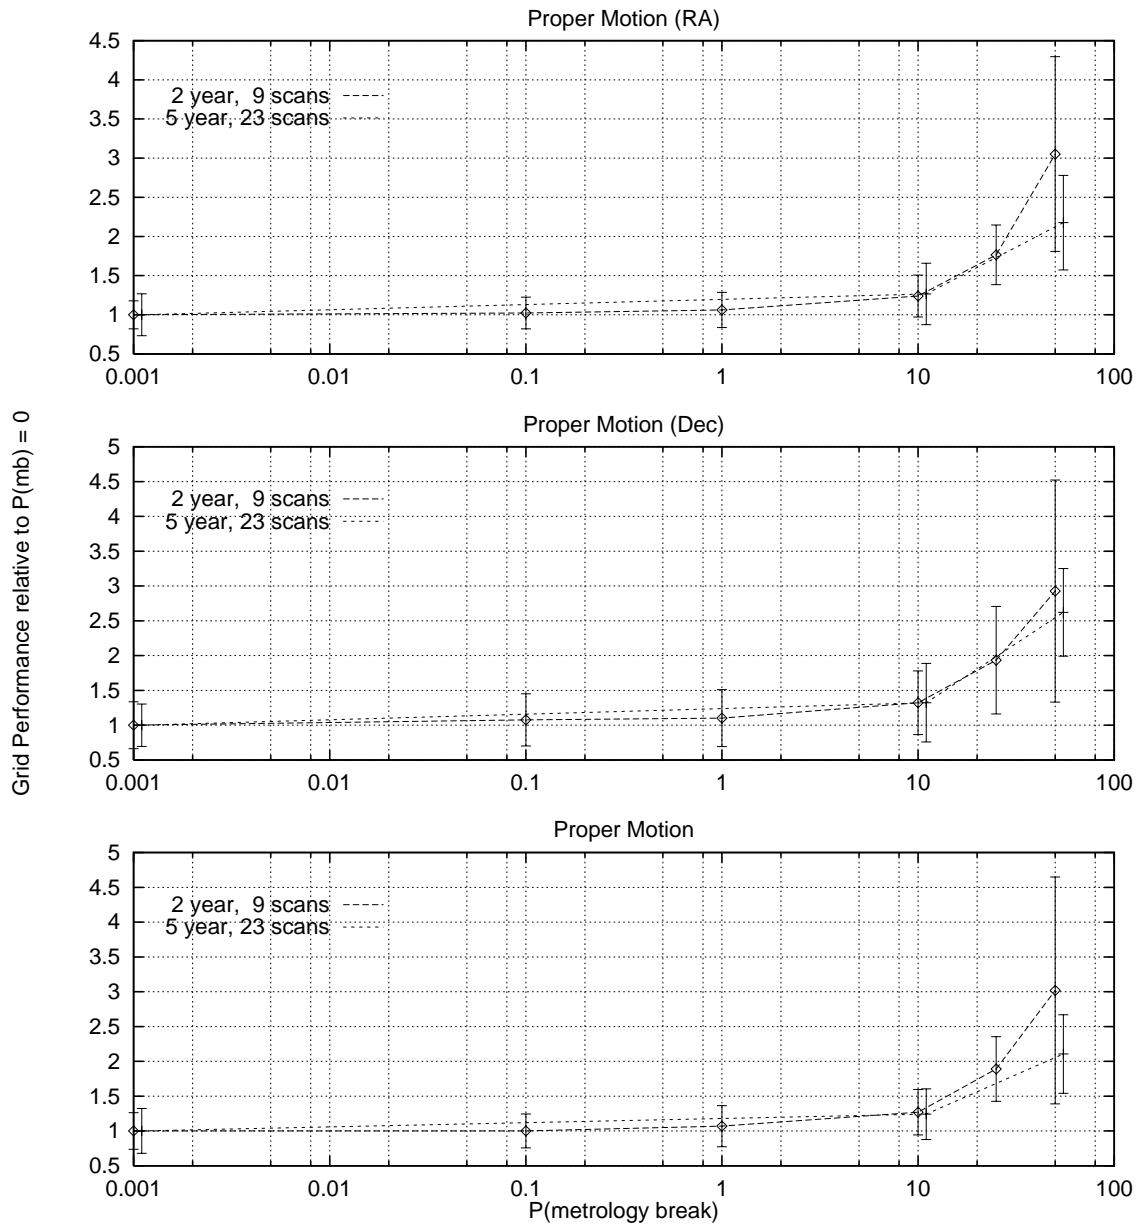 Proper Motion (RA)
4.5
4
3.5
3
2.5
2
1.5
1
0.5
2 year,  9 scans
5 year, 23 scans
0.001 0.01 0.1 1 10 100
Grid Performance relative to P(mb) = 0
Proper Motion (Dec)
5
4.5
4
3.5
3
2.5
2
1.5
1
0.5
2 year,  9 scans
5 year, 23 scans
0.001 0.01 0.1 1 10 100
Proper Motion
5
4.5
4
3.5
3
2.5
2
1.5
1
0.5
2 year,  9 scans
5 year, 23 scans
0.001 0.01 0.1 1 10 100
P(metrology break)